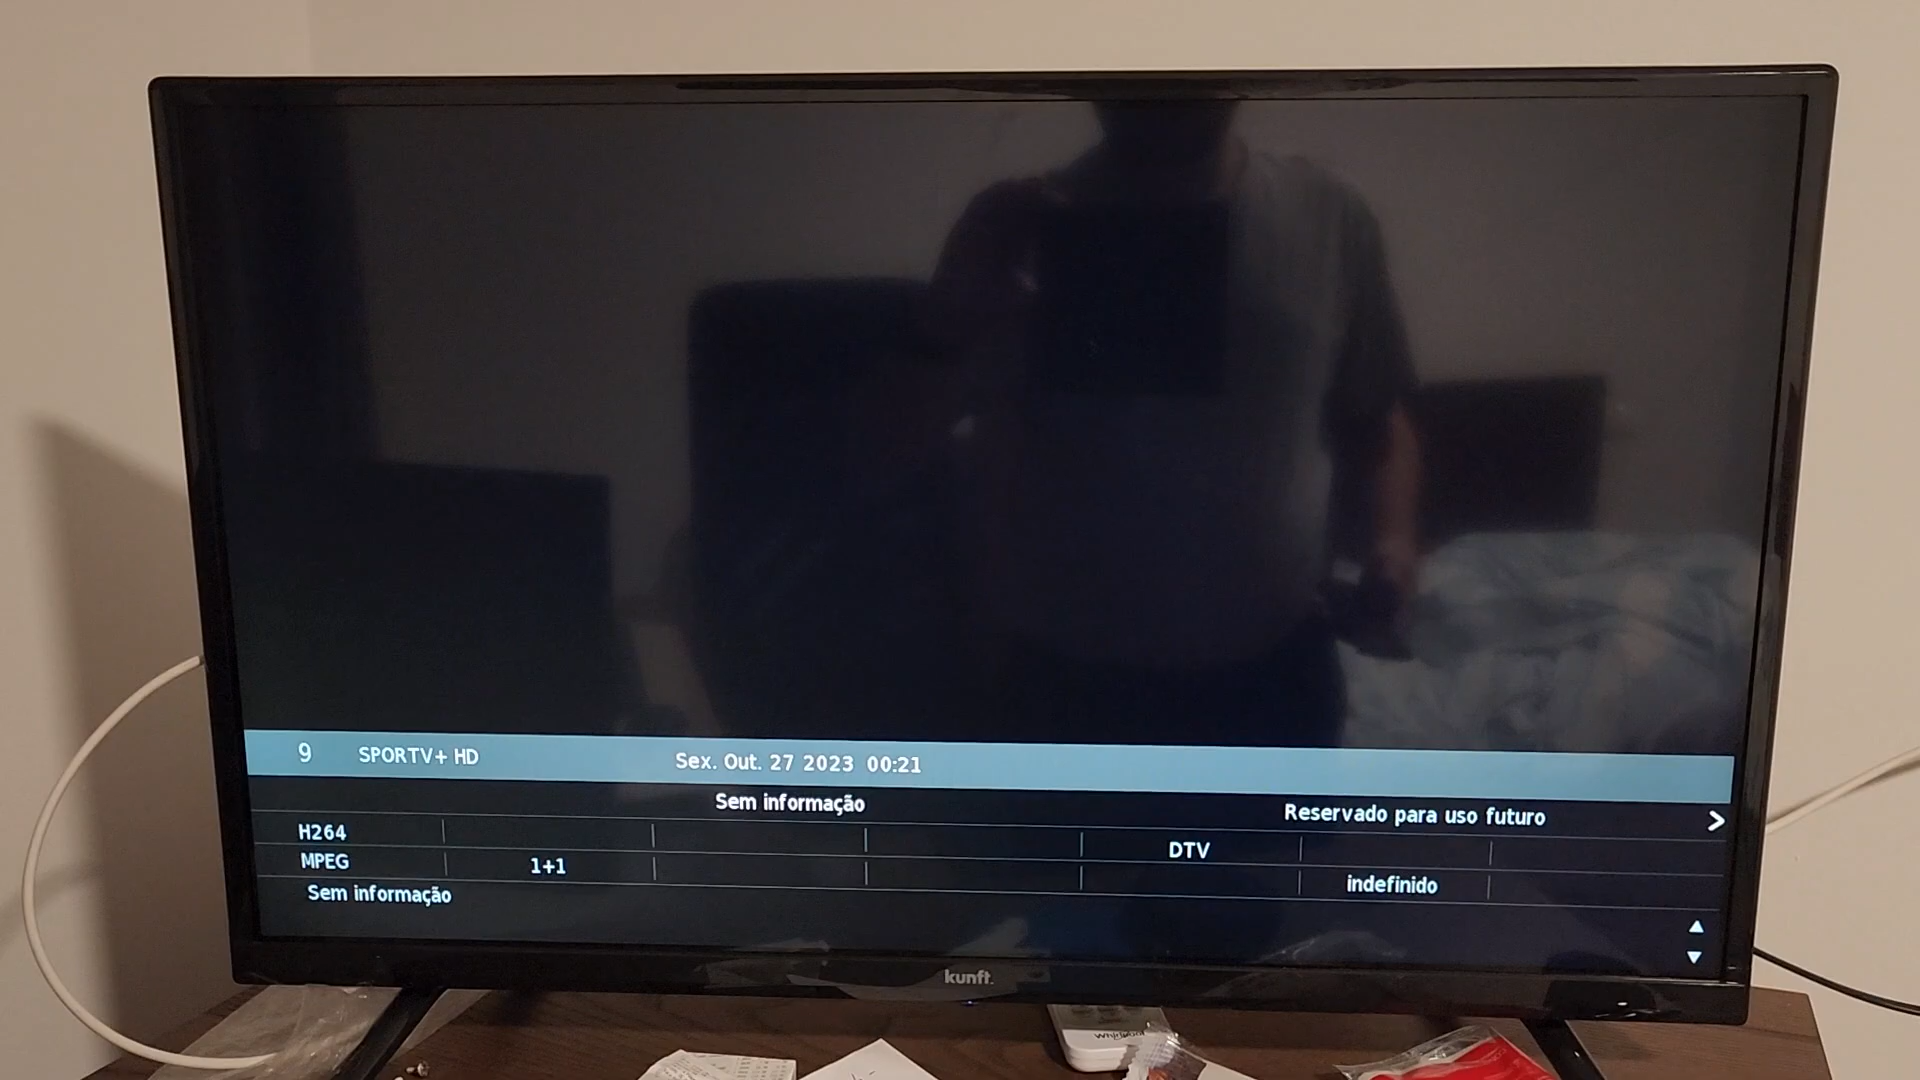 9 SPORTV+ HD Sex. Out. 27 2023 00:21
Sem informação Reservado para uso futuro
H264 DTV
MPEG 1+1 indefinido
Sem informação
kunft.